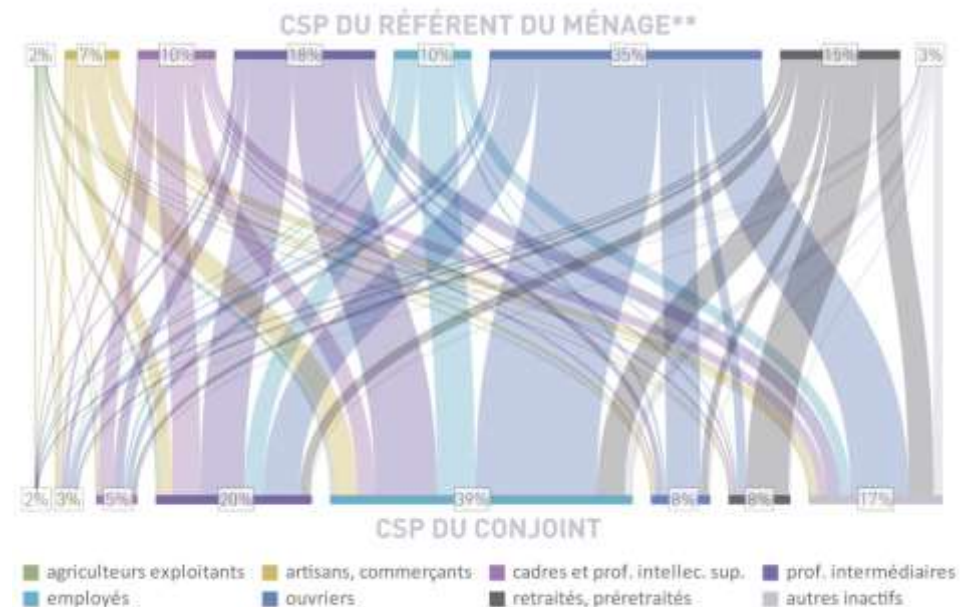 CSP DU RÉFÉRENT DU MÉNAGE**
2% 7% 10% 18% 10% 35% 15% 3%
2% 3% 5% 20% 39% 8% 8% 17%
CSP DU CONJOINT
agriculteurs exploitants artisans, commerçants cadres et prof. intellec. sup. prof. intermédiaires
employés ouvriers retraités, préretraités autres inactifs